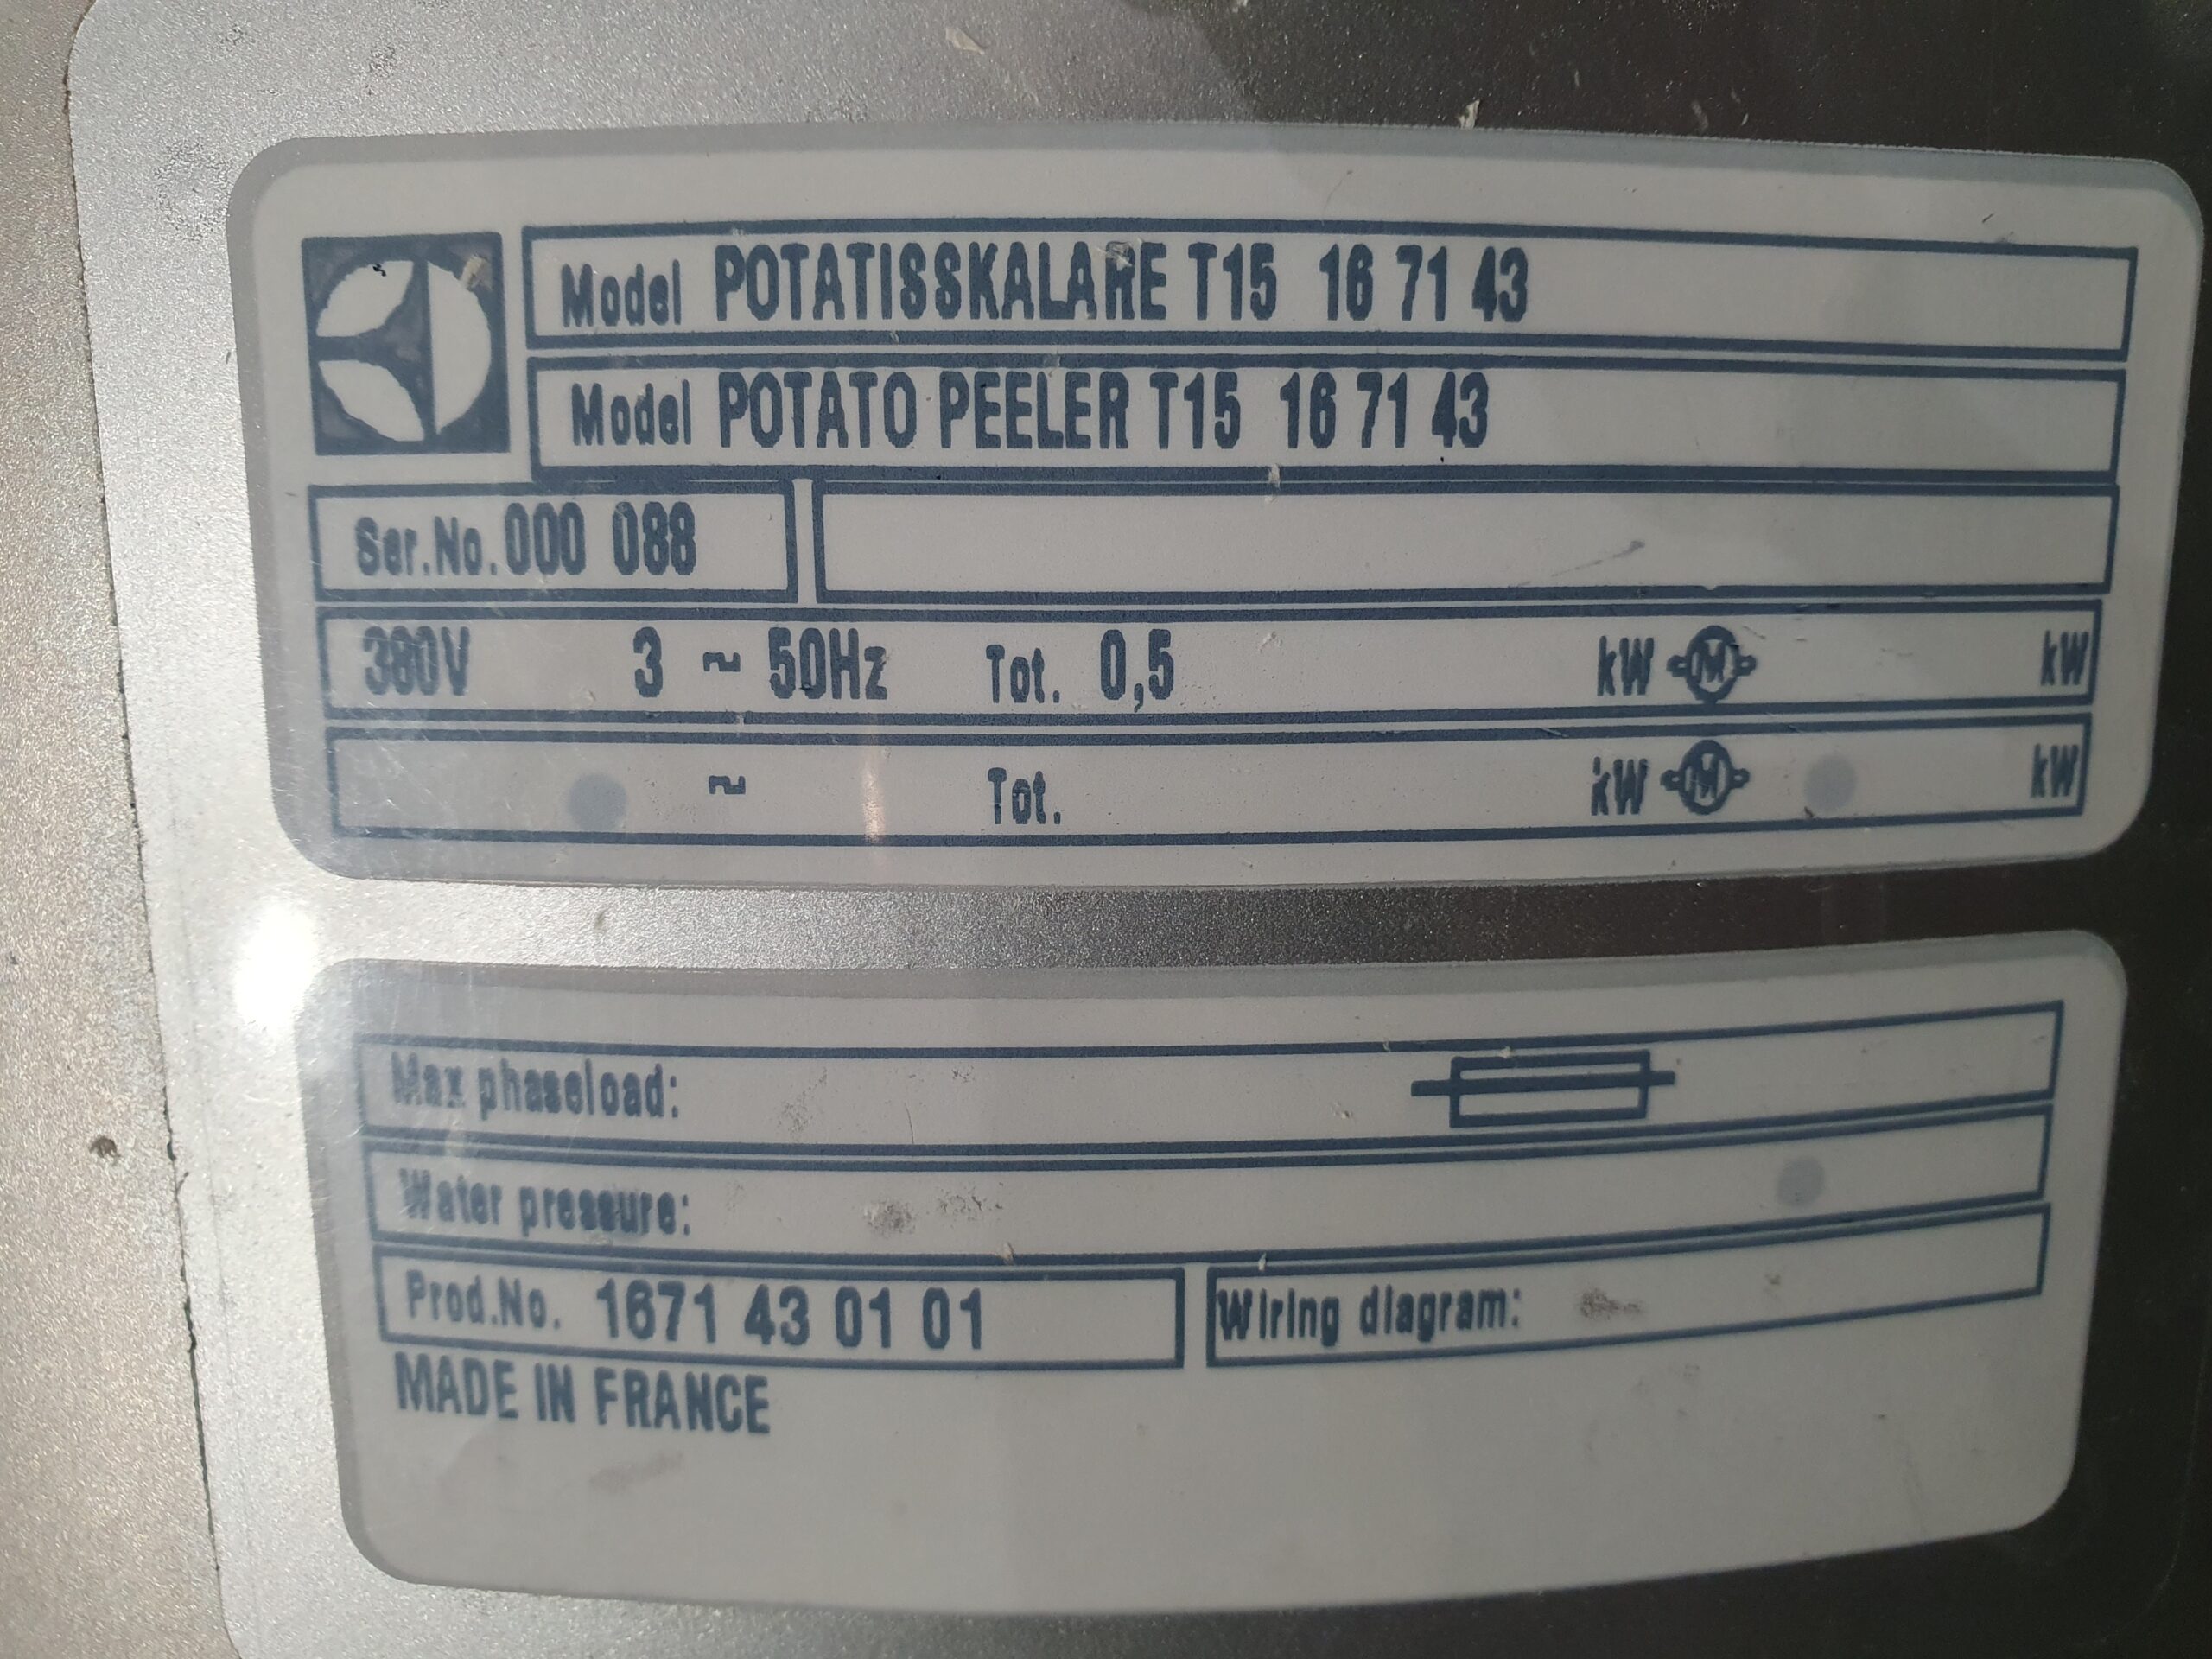 Model POTATISSKALARE T15 16 71 43
Model POTATO PEELER T15 16 71 43
Ser.No. 000 088
380V 3 ~ 50Hz Tot. 0,5 kW M kW
~ Tot. kW M kW
Max phaseload:
Water pressure:
Prod.No. 1671 43 01 01 Wiring diagram:
MADE IN FRANCE